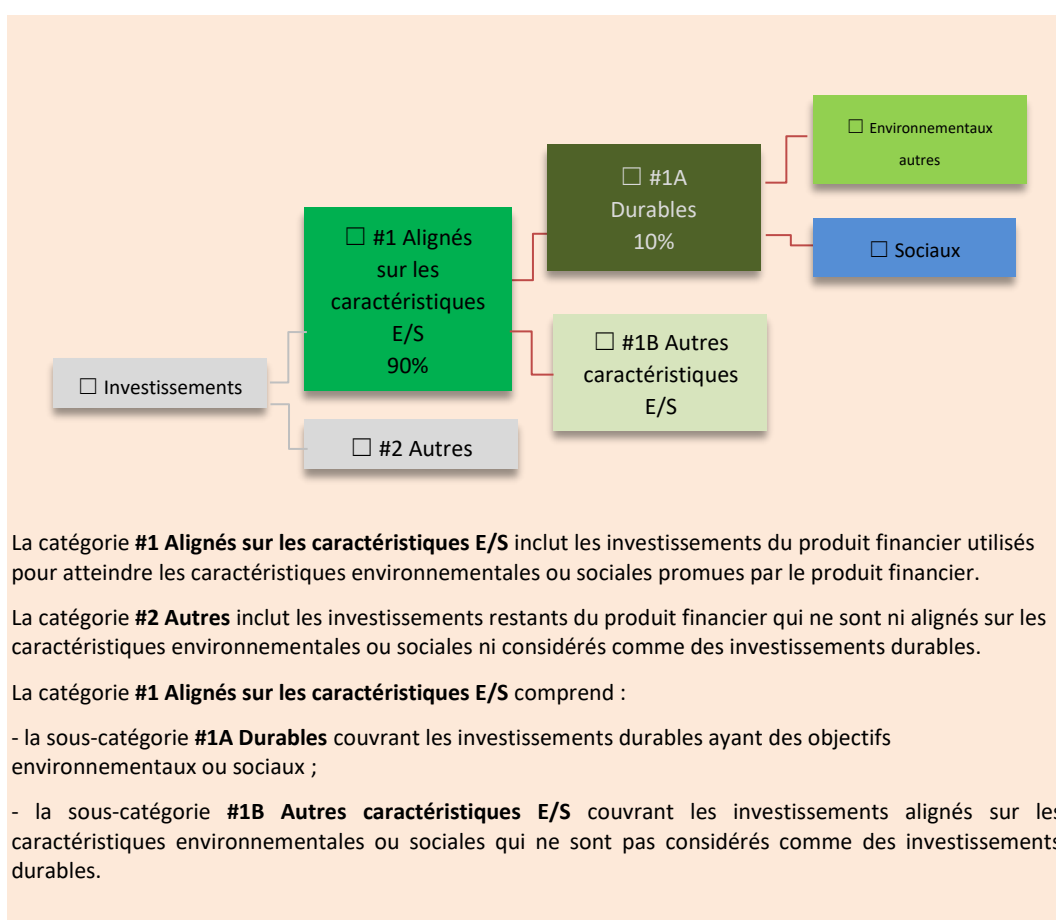 ☐ Environnementaux
autres
☐ #1A
Durables
10%
☐ Sociaux
☐ #1 Alignés
sur les
caractéristiques
E/S
90%
☐ #1B Autres
caractéristiques
E/S
☐ Investissements
☐ #2 Autres
La catégorie #1 Alignés sur les caractéristiques E/S inclut les investissements du produit financier utilisés
pour atteindre les caractéristiques environnementales ou sociales promues par le produit financier.
La catégorie #2 Autres inclut les investissements restants du produit financier qui ne sont ni alignés sur les
caractéristiques environnementales ou sociales ni considérés comme des investissements durables.
La catégorie #1 Alignés sur les caractéristiques E/S comprend :
- la sous-catégorie #1A Durables couvrant les investissements durables ayant des objectifs
environnementaux ou sociaux ;
- la sous-catégorie #1B Autres caractéristiques E/S couvrant les investissements alignés sur les
caractéristiques environnementales ou sociales qui ne sont pas considérés comme des investissements
durables.